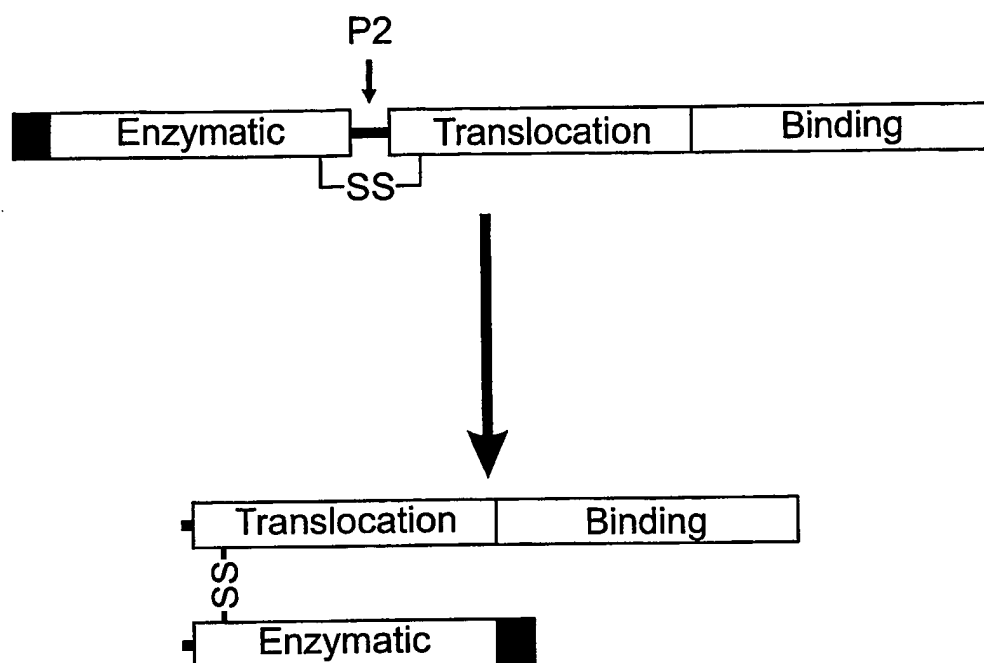 P2
Enzymatic Translocation Binding
SS
Translocation Binding
SS
Enzymatic